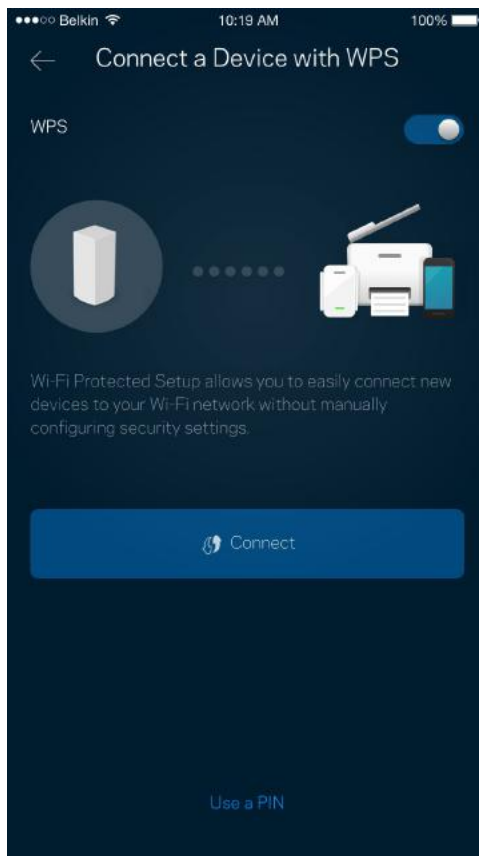 Belkin 10:19 AM 100%
Connect a Device with WPS
WPS
Wi-Fi Protected Setup allows you to easily connect new
devices to your Wi-Fi network without manually
configuring security settings.
Connect
Use a PIN